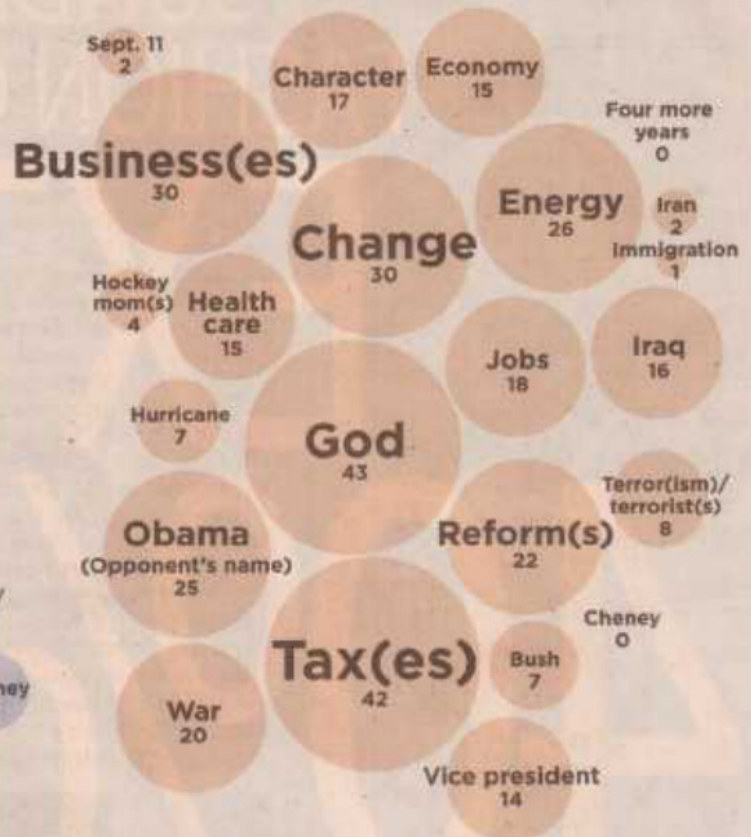 Sept. 11
2
Character
17
Economy
15
Four more
years
0
Business(es)
30
Change
30
Energy
26
Iran
2
Immigration
1
Hockey
mom(s)
4
Health
care
15
Jobs
18
Iraq
16
Hurricane
7
God
43
Obama
(Opponent's name)
25
Reform(s)
22
Terror(ism)/
terrorist(s)
8
Cheney
0
Tax(es)
42
Bush
7
War
20
Vice president
14